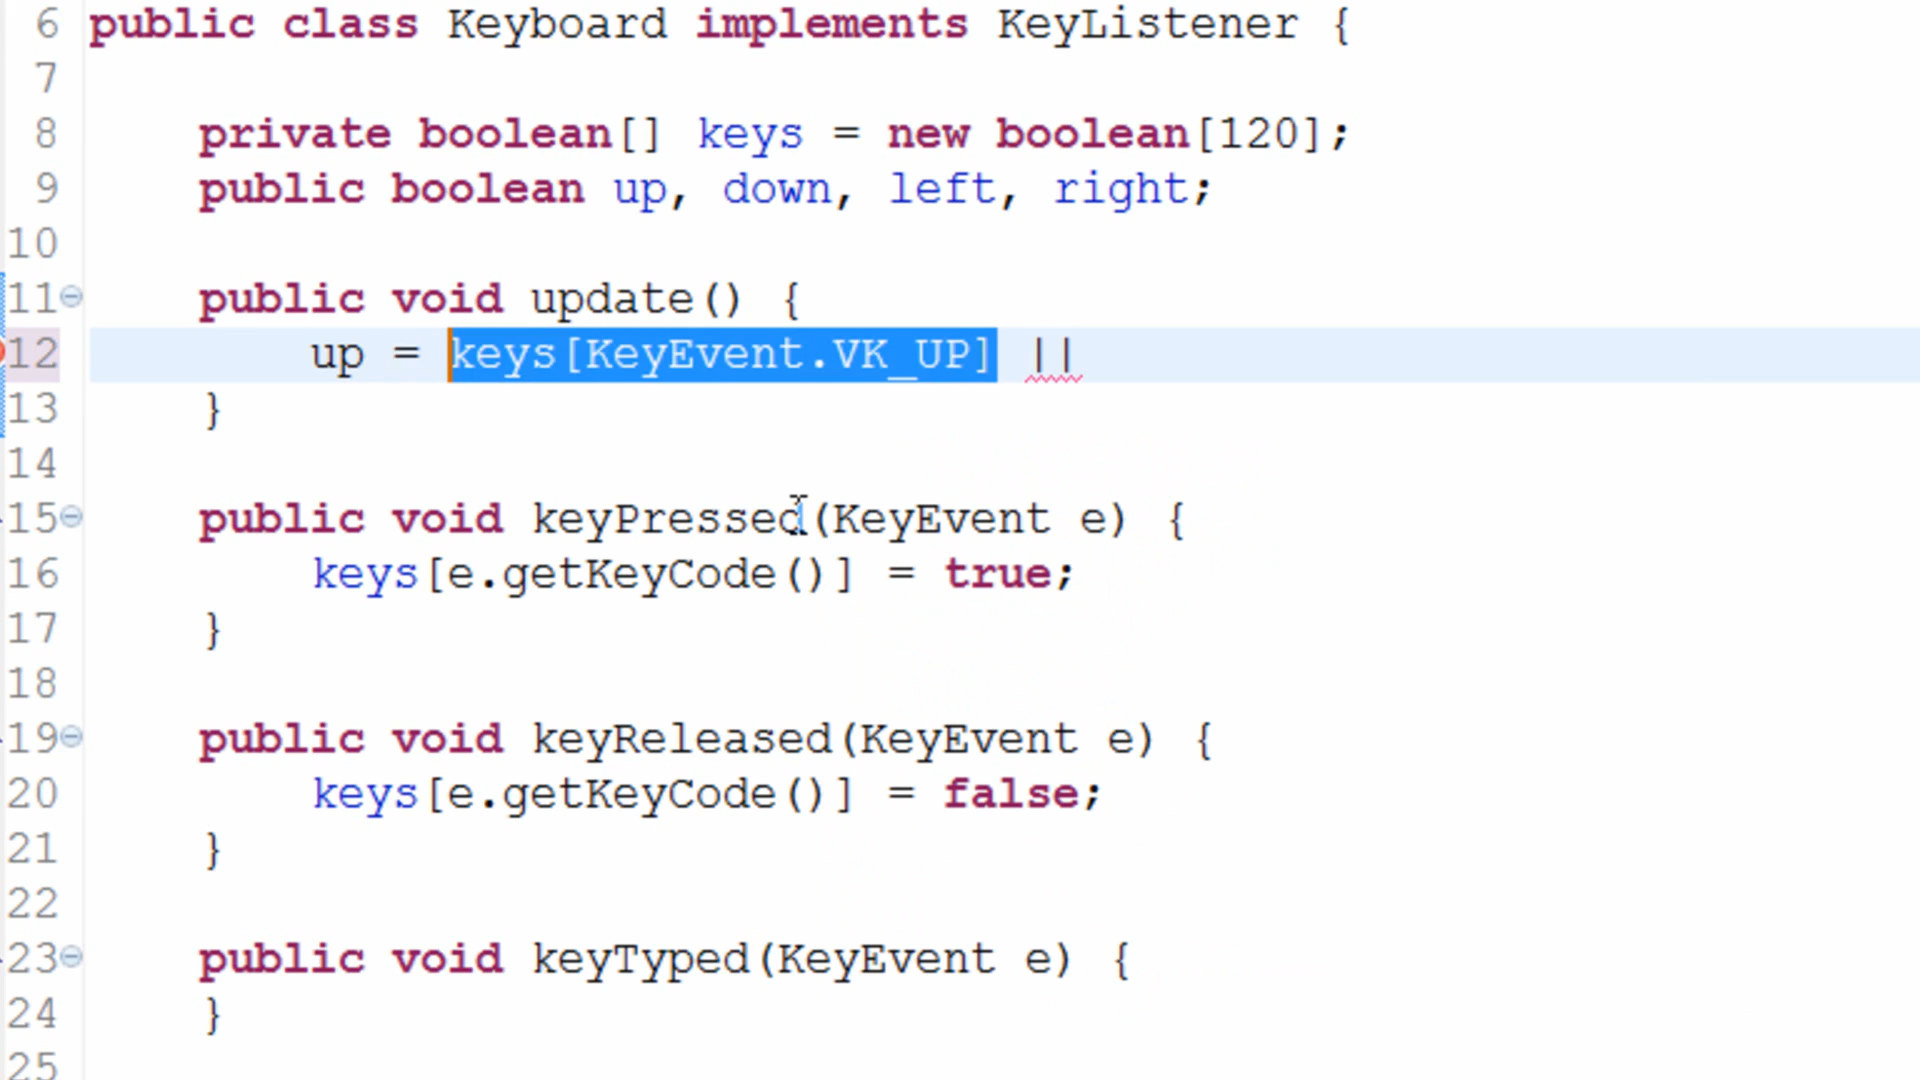 6 public class Keyboard implements KeyListener {
7
8 private boolean[] keys = new boolean[120];
9 public boolean up, down, left, right;
10
11 public void update() {
12 up = keys[KeyEvent.VK_UP] ||
13 }
14
15 public void keyPressed(KeyEvent e) {
16 keys[e.getKeyCode()] = true;
17 }
18
19 public void keyReleased(KeyEvent e) {
20 keys[e.getKeyCode()] = false;
21 }
22
23 public void keyTyped(KeyEvent e) {
24 }
25